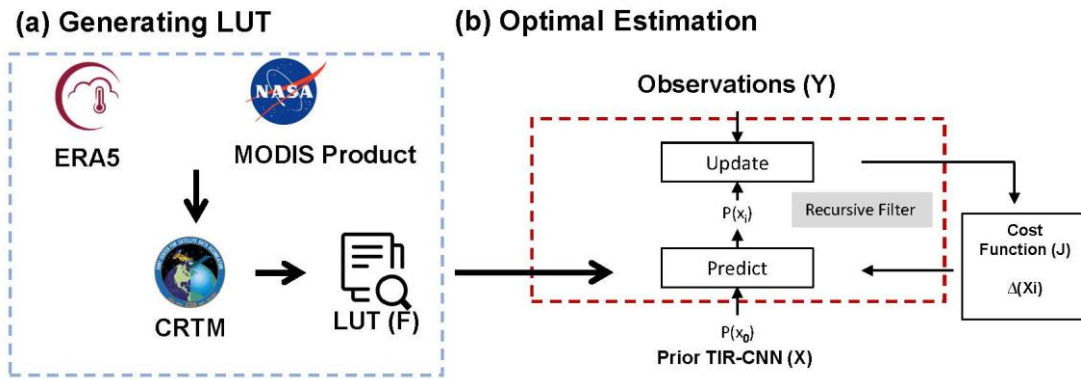 (a) Generating LUT
ERA5
NASA
MODIS Product
CRTM
LUT (F)
(b) Optimal Estimation
Observations (Y)
Update
P(xᵢ)
Recursive Filter
Predict
P(x₀)
Prior TIR-CNN (X)
Cost
Function (J)
Δ(Xi)